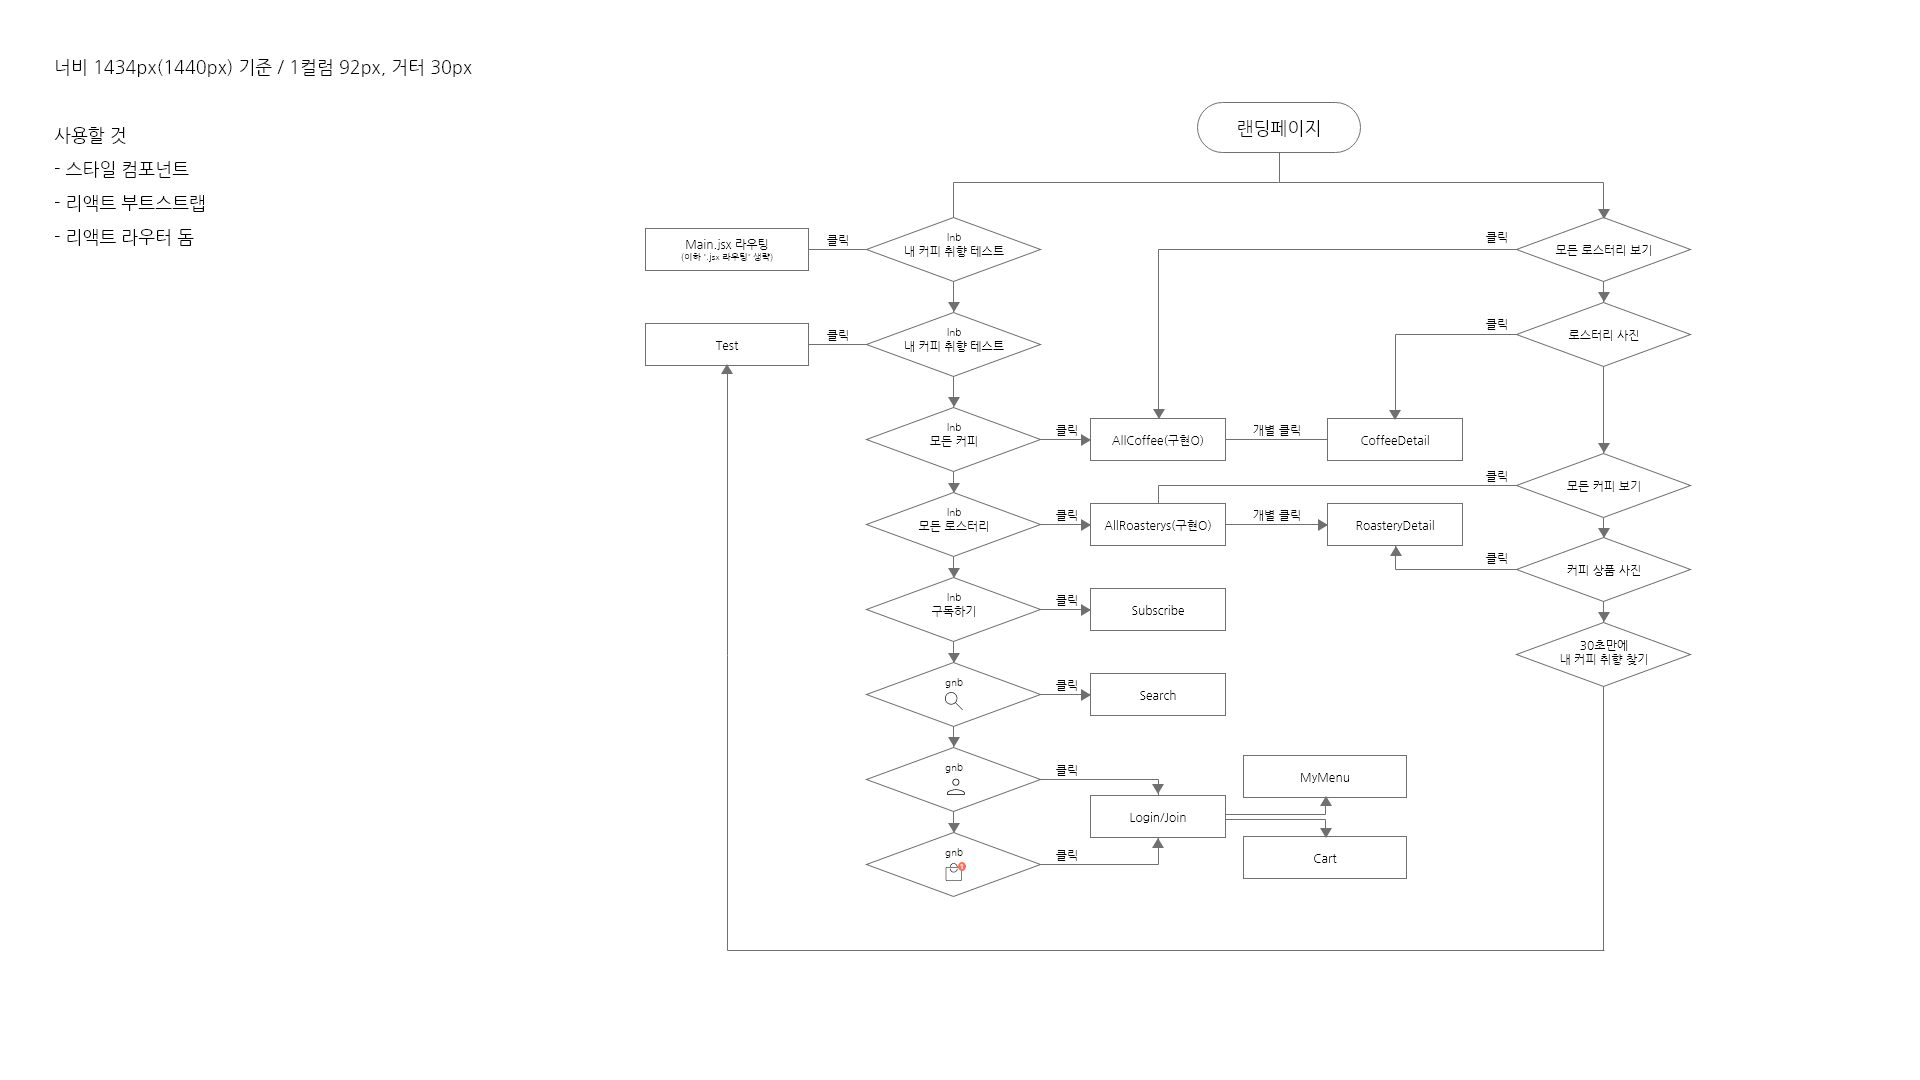 너비 1434px(1440px) 기준 / 1컬럼 92px, 거터 30px
사용할 것
- 스타일 컴포넌트
- 리액트 부트스트랩
- 리액트 라우터 돔
랜딩페이지
Main.jsx 라우팅
(이하 '.jsx 라우팅' 생략)
클릭
lnb
내 커피 취향 테스트
클릭
모든 로스터리 보기
Test
클릭
lnb
내 커피 취향 테스트
클릭
로스터리 사진
lnb
모든 커피
클릭
AllCoffee(구현O)
개별 클릭
CoffeeDetail
클릭
모든 커피 보기
lnb
모든 로스터리
클릭
AllRoasterys(구현O)
개별 클릭
RoasteryDetail
클릭
커피 상품 사진
lnb
구독하기
클릭
Subscribe
30초만에
내 커피 취향 찾기
gnb
클릭
Search
gnb
클릭
MyMenu
Login/Join
gnb
1
클릭
Cart